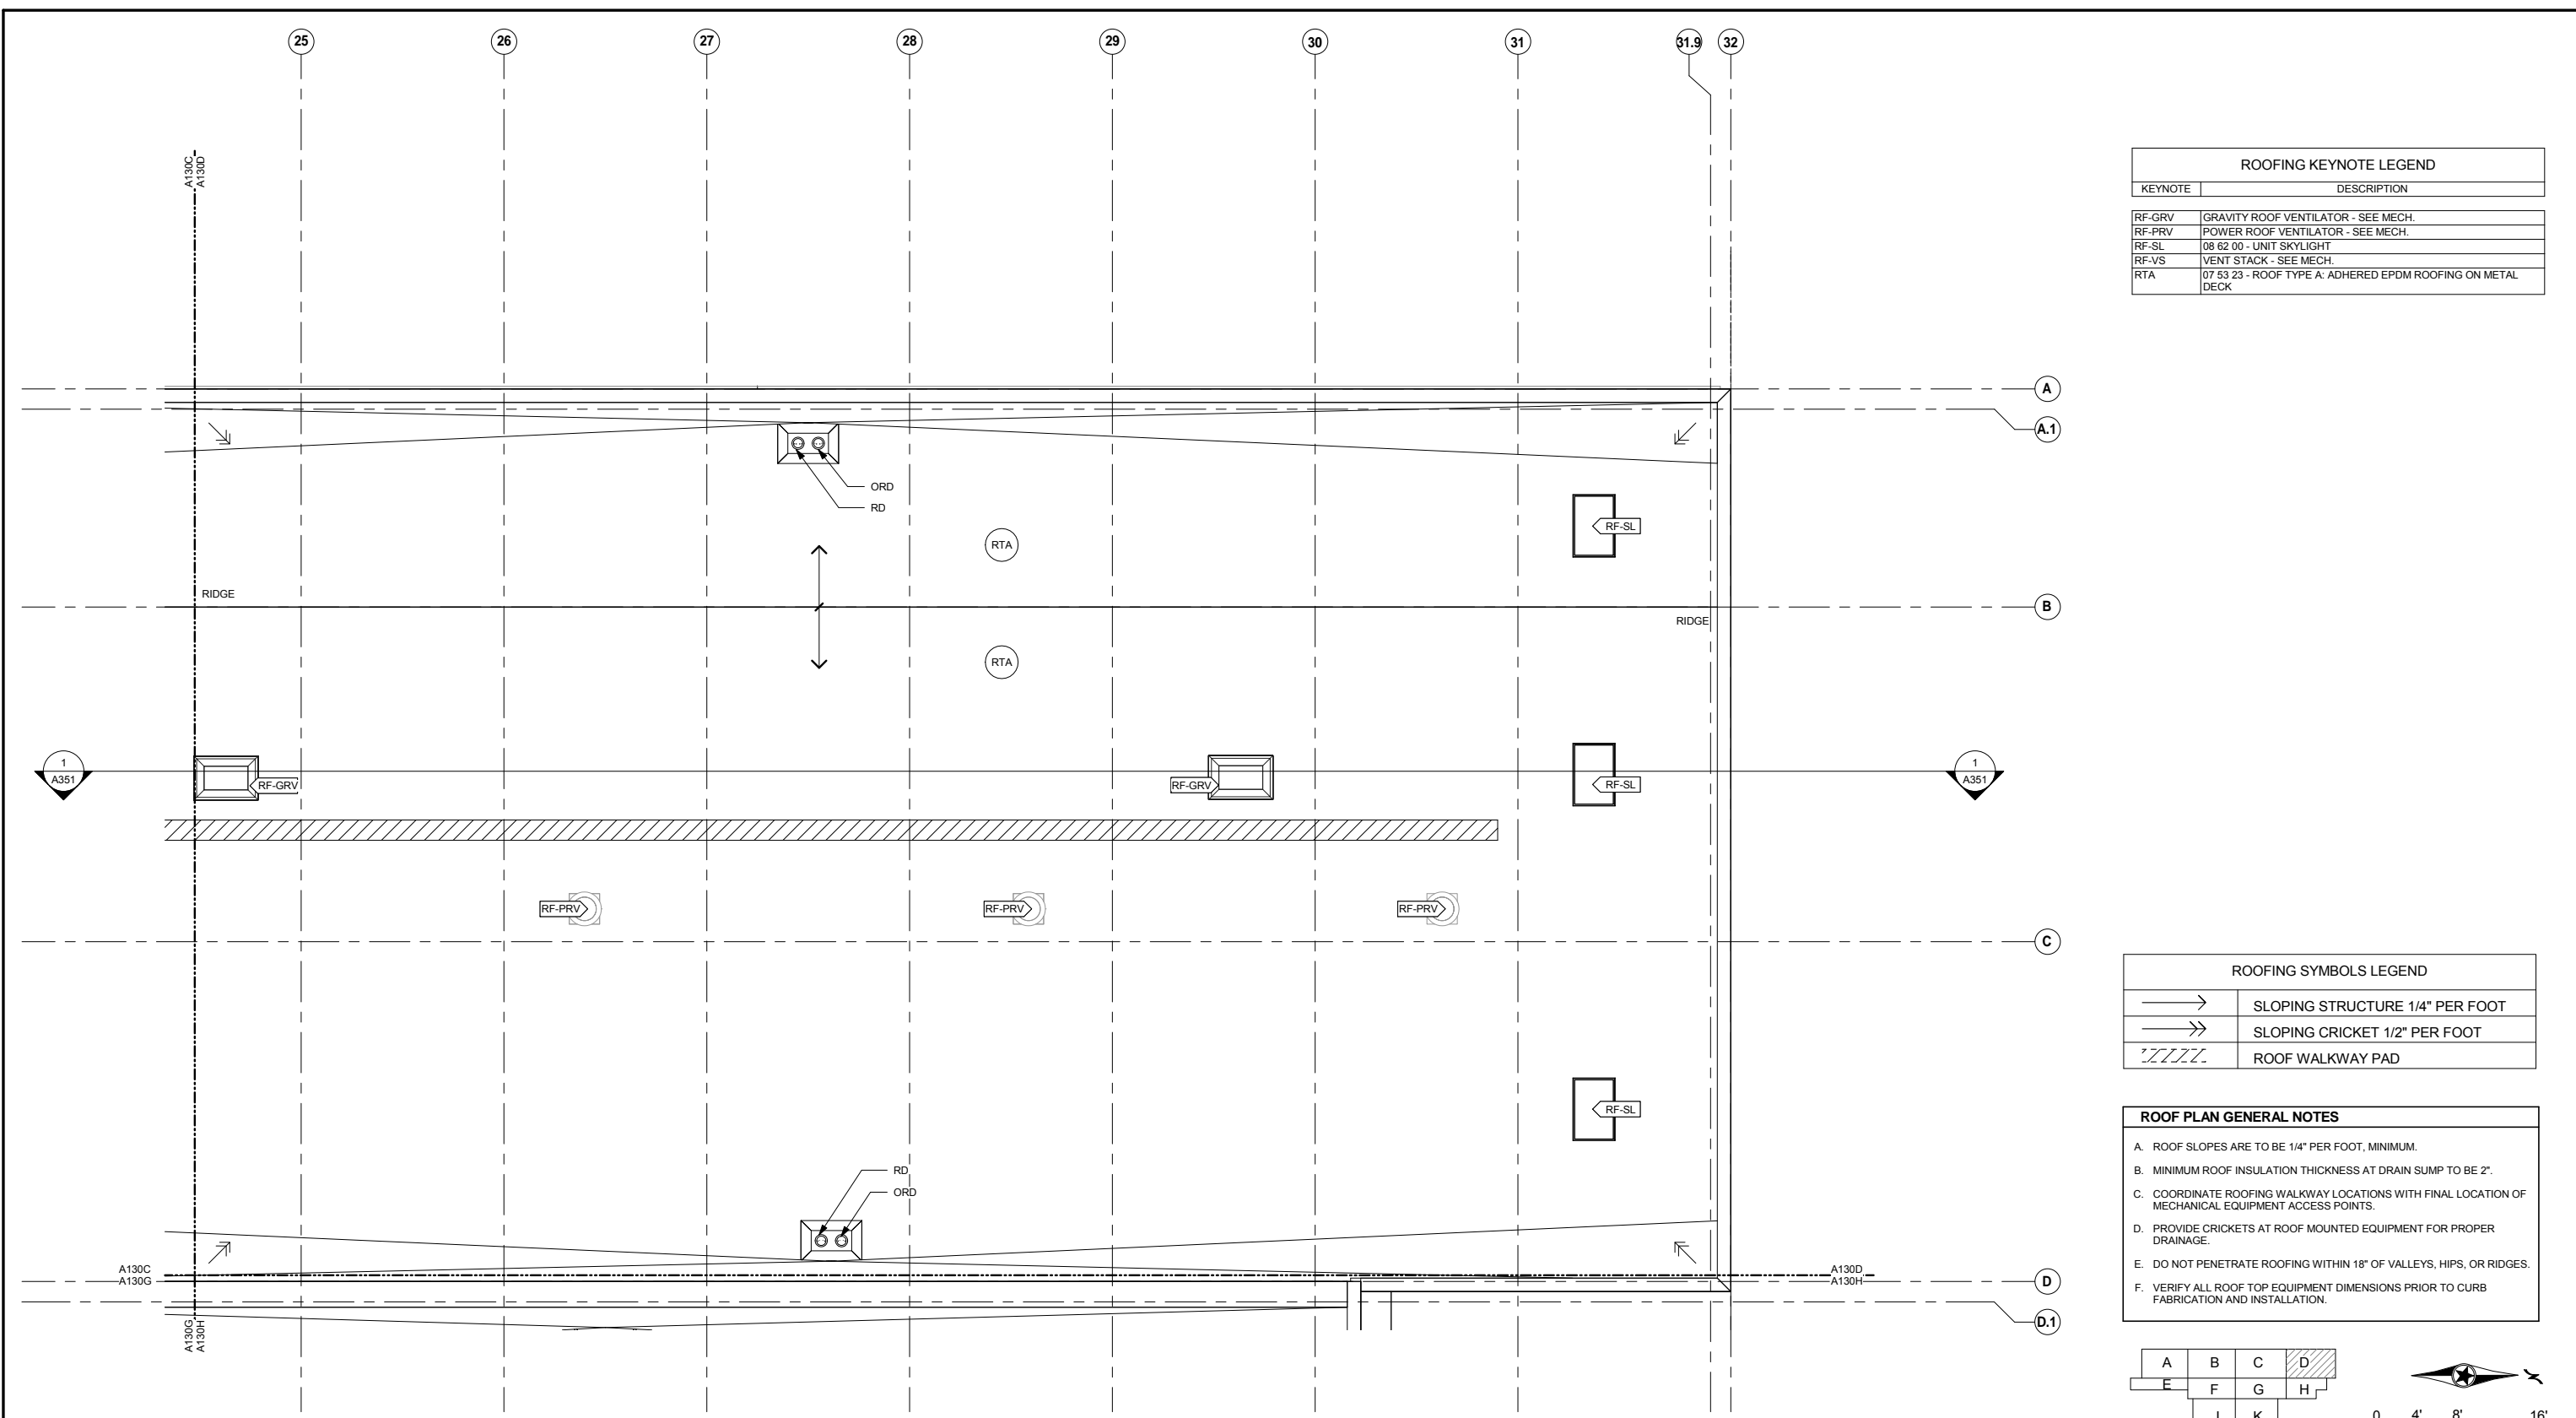 25 26 27 28 29 30 31 31.9 32
A130C
A130D
ROOFING KEYNOTE LEGEND
KEYNOTE DESCRIPTION
RF-GRV GRAVITY ROOF VENTILATOR - SEE MECH.
RF-PRV POWER ROOF VENTILATOR - SEE MECH.
RF-SL 08 62 00 - UNIT SKYLIGHT
RF-VS VENT STACK - SEE MECH.
RTA 07 53 23 - ROOF TYPE A: ADHERED EPDM ROOFING ON METAL
DECK
A
A.1
ORD
RD
RF-SL
RTA
RIDGE
B
RIDGE
RTA
1
A351
RF-GRV
RF-GRV
RF-SL
1
A351
RF-PRV
RF-PRV
RF-PRV
C
ROOFING SYMBOLS LEGEND
SLOPING STRUCTURE 1/4" PER FOOT
SLOPING CRICKET 1/2" PER FOOT
ROOF WALKWAY PAD
RF-SL
RD
ORD
ROOF PLAN GENERAL NOTES
A. ROOF SLOPES ARE TO BE 1/4" PER FOOT, MINIMUM.
B. MINIMUM ROOF INSULATION THICKNESS AT DRAIN SUMP TO BE 2".
C. COORDINATE ROOFING WALKWAY LOCATIONS WITH FINAL LOCATION OF
MECHANICAL EQUIPMENT ACCESS POINTS.
D. PROVIDE CRICKETS AT ROOF MOUNTED EQUIPMENT FOR PROPER
DRAINAGE.
E. DO NOT PENETRATE ROOFING WITHIN 18" OF VALLEYS, HIPS, OR RIDGES.
F. VERIFY ALL ROOF TOP EQUIPMENT DIMENSIONS PRIOR TO CURB
FABRICATION AND INSTALLATION.
A130C
A130G
A130D
A130H
D
D.1
A130G
A130H
A B C D
E F G H
J K
0 4' 8' 16'